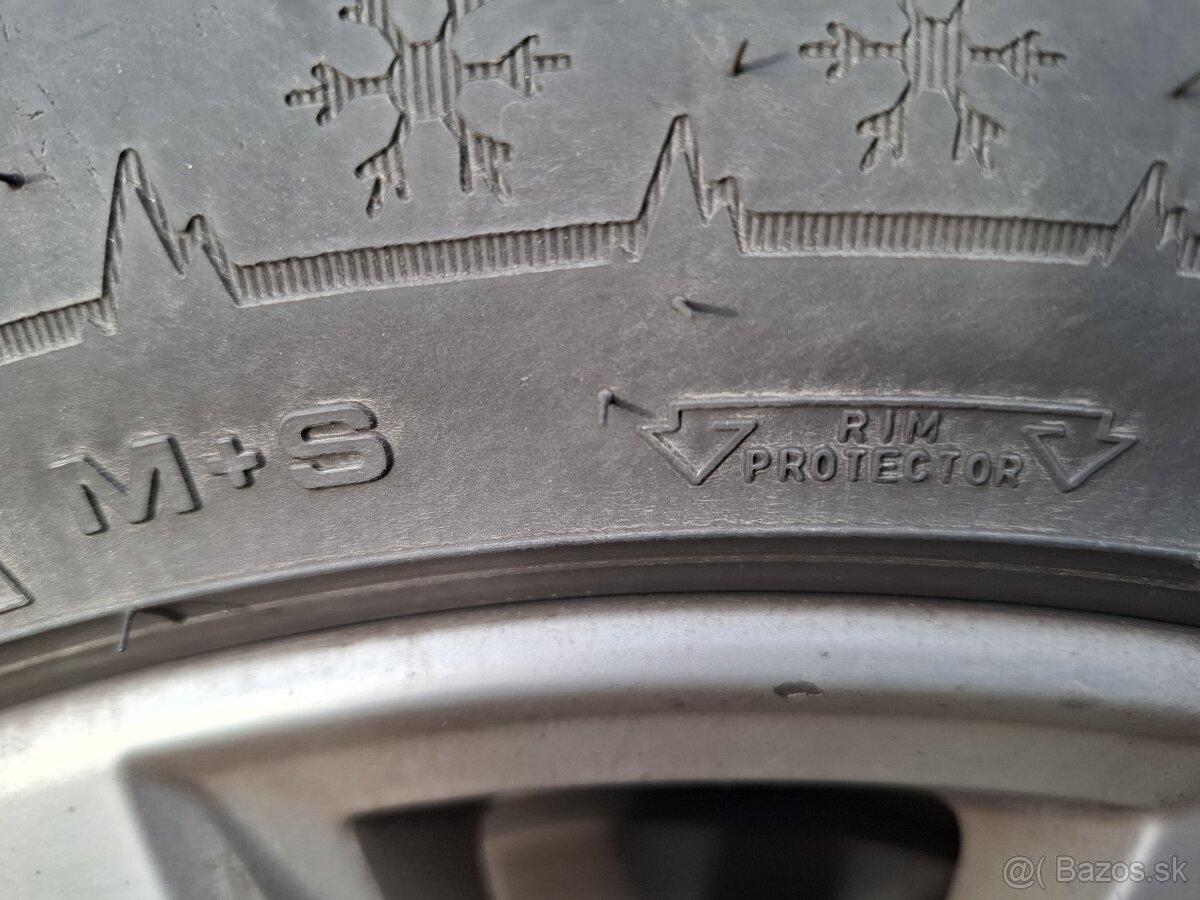 M+S
RIM
PROTECTOR
@( Bazos.sk